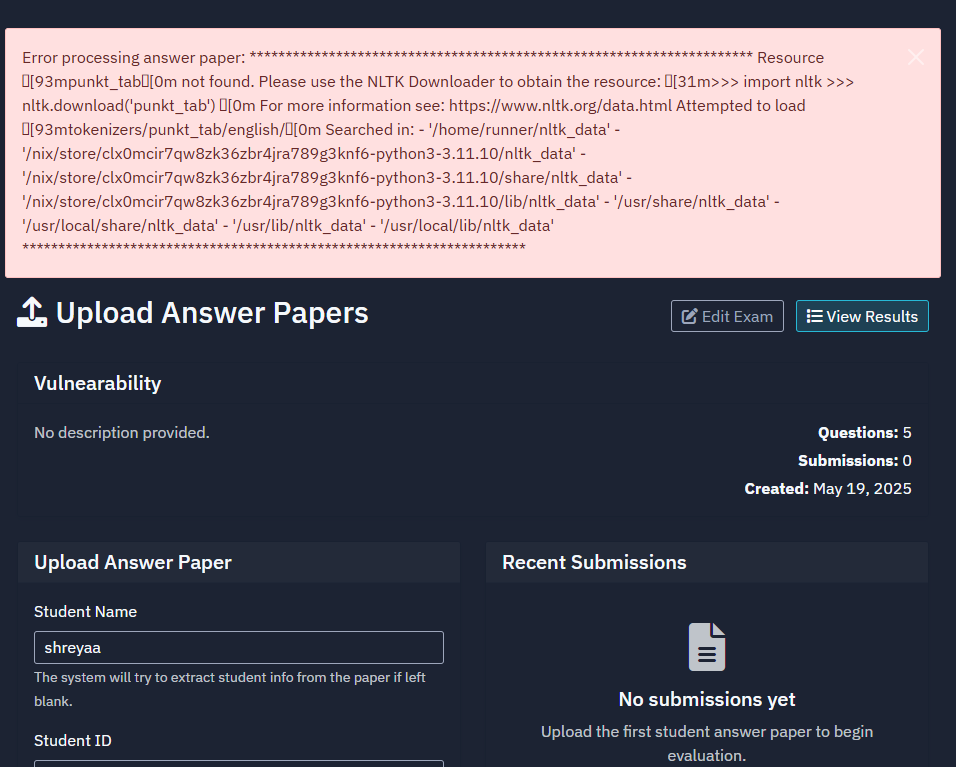 Error processing answer paper: ********************************************************************** Resource
[93mpunkt_tab[0m not found. Please use the NLTK Downloader to obtain the resource: [31m>>> import nltk >>>
nltk.download('punkt_tab') [0m For more information see: https://www.nltk.org/data.html Attempted to load
[93mtokenizers/punkt_tab/english/[0m Searched in: - '/home/runner/nltk_data' -
'/nix/store/clx0mcir7qw8zk36zbr4jra789g3knf6-python3-3.11.10/nltk_data' -
'/nix/store/clx0mcir7qw8zk36zbr4jra789g3knf6-python3-3.11.10/share/nltk_data' -
'/nix/store/clx0mcir7qw8zk36zbr4jra789g3knf6-python3-3.11.10/lib/nltk_data' - '/usr/share/nltk_data' -
'/usr/local/share/nltk_data' - '/usr/lib/nltk_data' - '/usr/local/lib/nltk_data'
**********************************************************************
Upload Answer Papers
Edit Exam
View Results
Vulnearability
No description provided.
Questions: 5
Submissions: 0
Created: May 19, 2025
Upload Answer Paper
Student Name
shreyaa
The system will try to extract student info from the paper if left
blank.
Student ID
Recent Submissions
No submissions yet
Upload the first student answer paper to begin
evaluation.